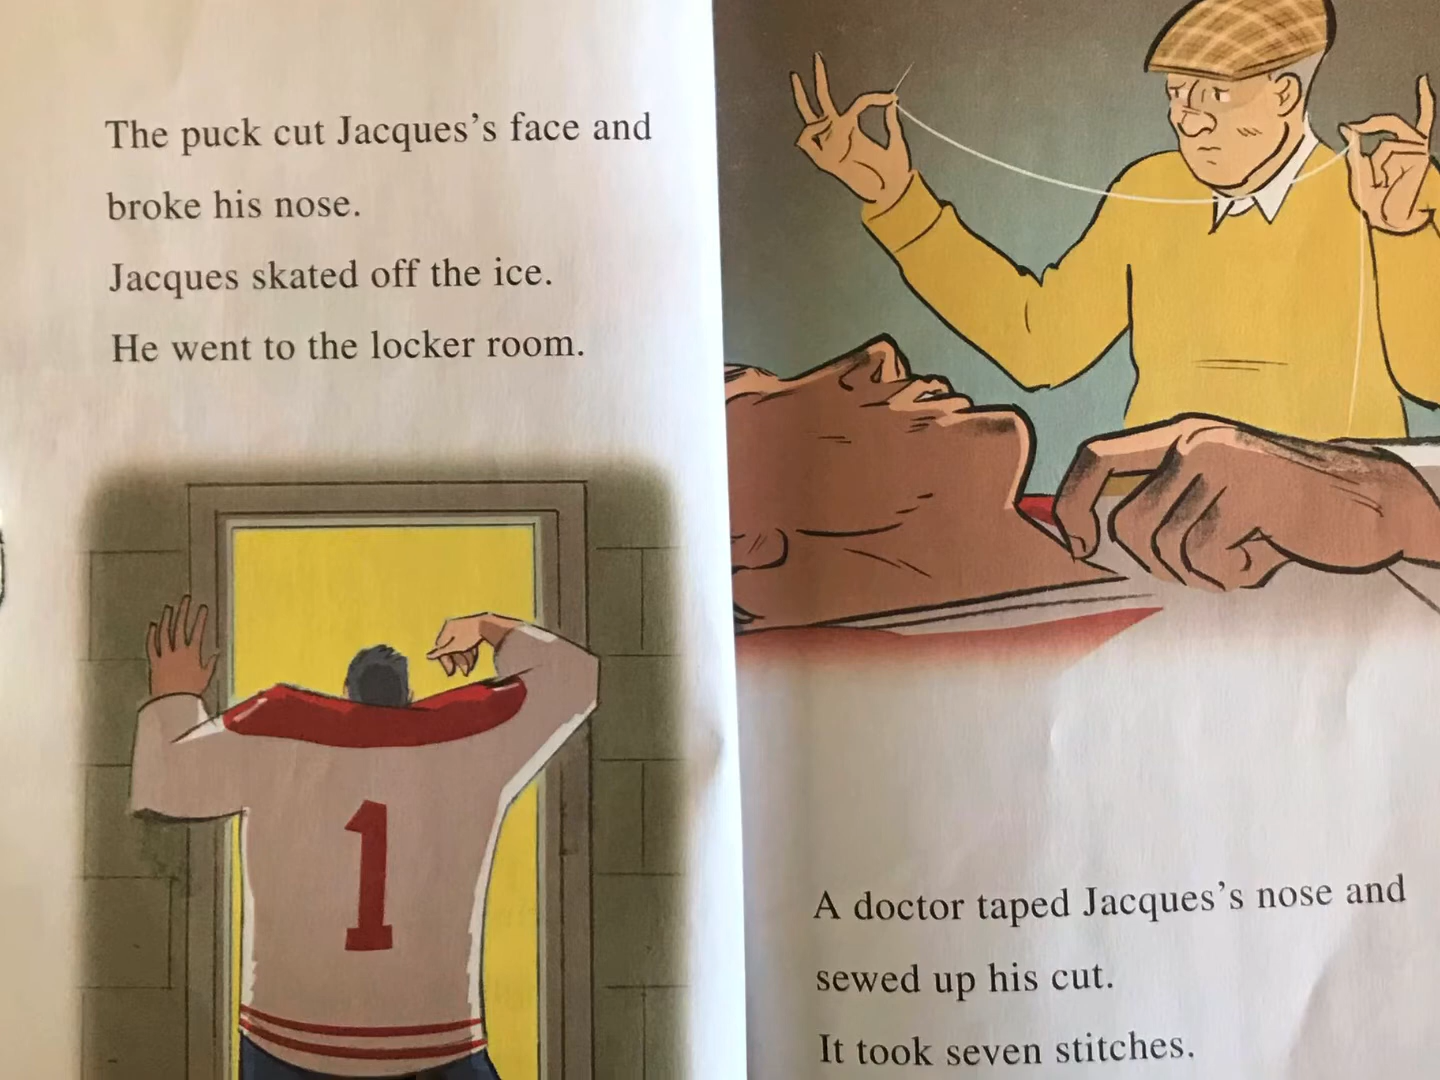 The puck cut Jacques's face and
broke his nose.
Jacques skated off the ice.
He went to the locker room.
1
A doctor taped Jacques's nose and
sewed up his cut.
It took seven stitches.